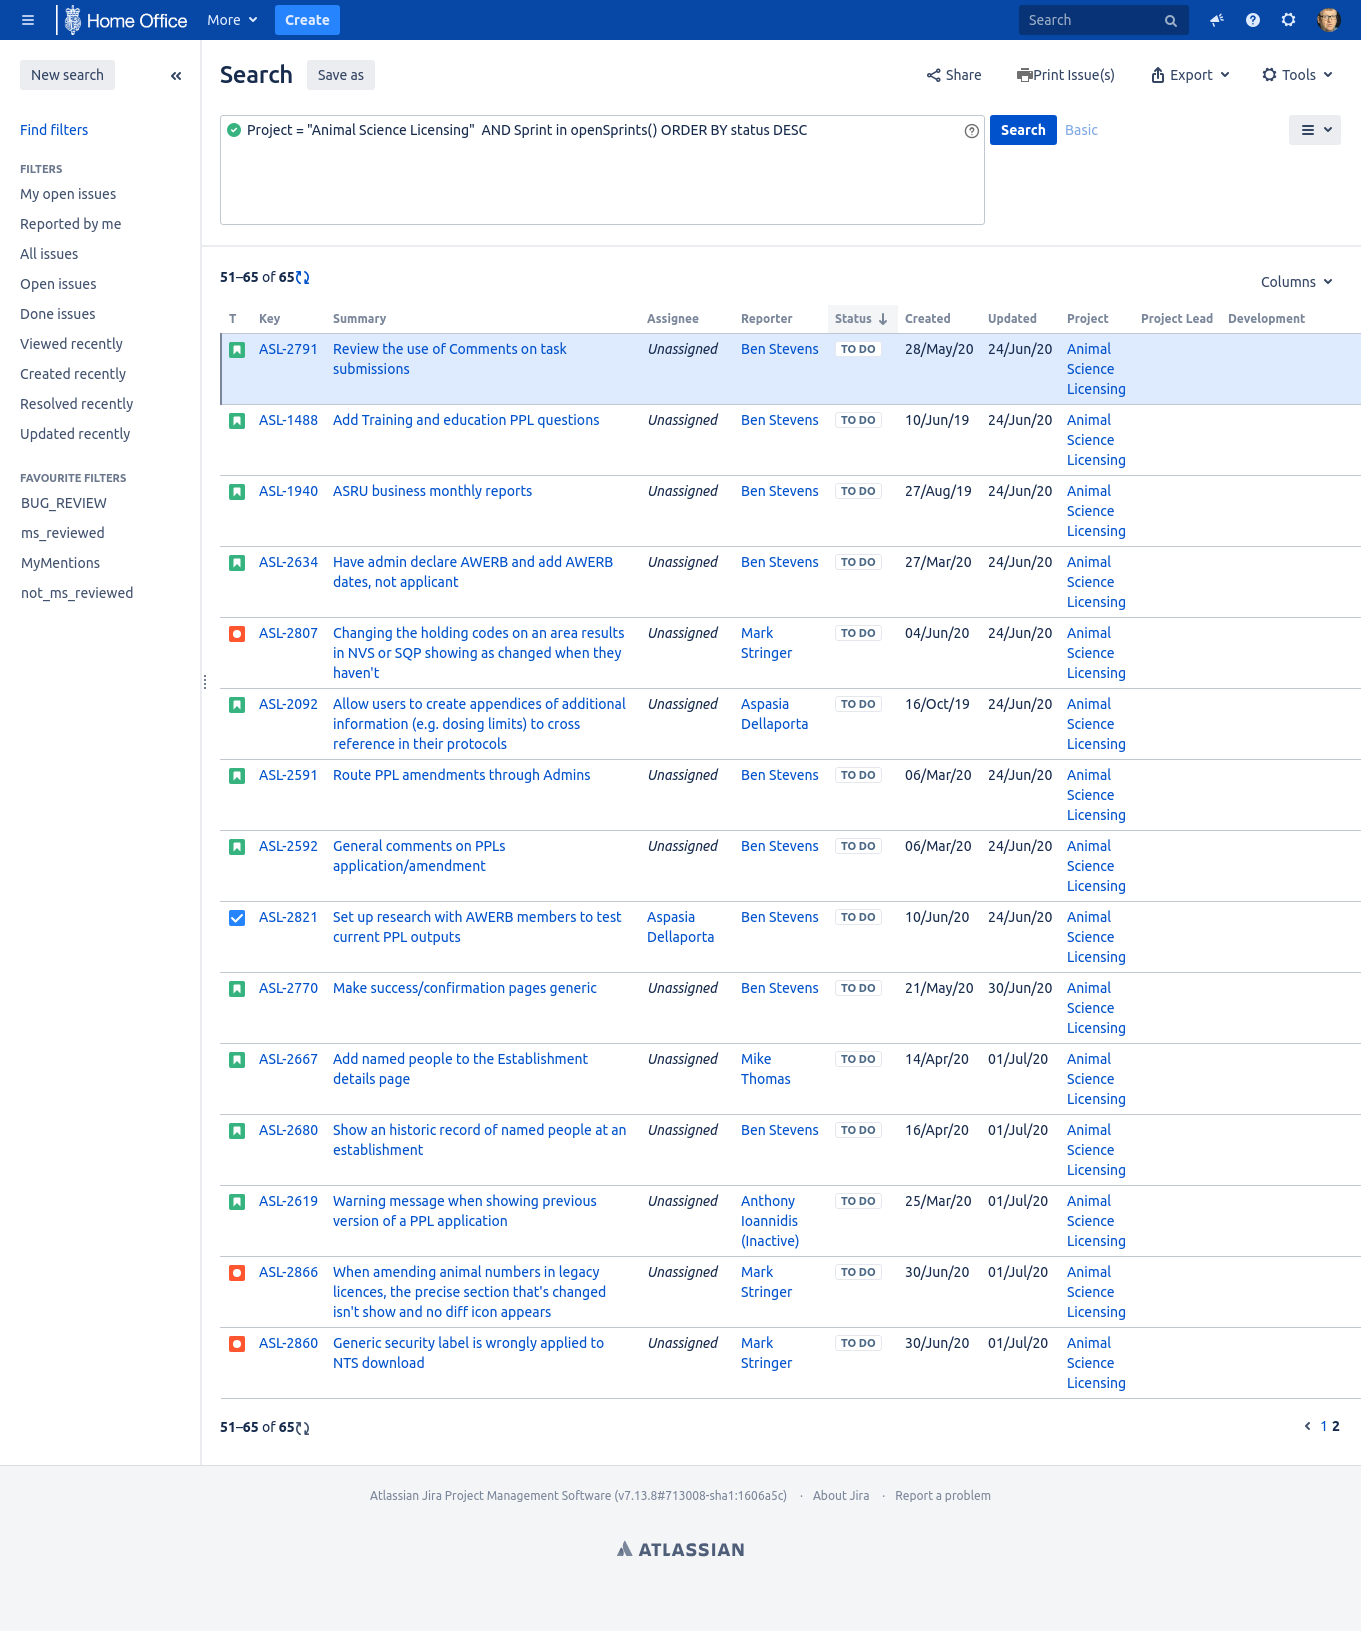 Home Office More Create Search
New search
Search Save as Share Print Issue(s) Export Tools
Find filters
FILTERS
My open issues
Reported by me
All issues
Open issues
Done issues
Viewed recently
Created recently
Resolved recently
Updated recently
FAVOURITE FILTERS
BUG_REVIEW
ms_reviewed
MyMentions
not_ms_reviewed
Project = "Animal Science Licensing"  AND Sprint in openSprints() ORDER BY status DESC
Search Basic
51–65 of 65
Columns
T Key Summary Assignee Reporter Status Created Updated Project Project Lead Development
ASL-2791 Review the use of Comments on task Unassigned Ben Stevens TO DO 28/May/20 24/Jun/20 Animal
submissions Science
Licensing
ASL-1488 Add Training and education PPL questions Unassigned Ben Stevens TO DO 10/Jun/19 24/Jun/20 Animal
Science
Licensing
ASL-1940 ASRU business monthly reports Unassigned Ben Stevens TO DO 27/Aug/19 24/Jun/20 Animal
Science
Licensing
ASL-2634 Have admin declare AWERB and add AWERB Unassigned Ben Stevens TO DO 27/Mar/20 24/Jun/20 Animal
dates, not applicant Science
Licensing
ASL-2807 Changing the holding codes on an area results Unassigned Mark TO DO 04/Jun/20 24/Jun/20 Animal
in NVS or SQP showing as changed when they Stringer Science
haven't Licensing
ASL-2092 Allow users to create appendices of additional Unassigned Aspasia TO DO 16/Oct/19 24/Jun/20 Animal
information (e.g. dosing limits) to cross Dellaporta Science
reference in their protocols Licensing
ASL-2591 Route PPL amendments through Admins Unassigned Ben Stevens TO DO 06/Mar/20 24/Jun/20 Animal
Science
Licensing
ASL-2592 General comments on PPLs Unassigned Ben Stevens TO DO 06/Mar/20 24/Jun/20 Animal
application/amendment Science
Licensing
ASL-2821 Set up research with AWERB members to test Aspasia Ben Stevens TO DO 10/Jun/20 24/Jun/20 Animal
current PPL outputs Dellaporta Science
Licensing
ASL-2770 Make success/confirmation pages generic Unassigned Ben Stevens TO DO 21/May/20 30/Jun/20 Animal
Science
Licensing
ASL-2667 Add named people to the Establishment Unassigned Mike TO DO 14/Apr/20 01/Jul/20 Animal
details page Thomas Science
Licensing
ASL-2680 Show an historic record of named people at an Unassigned Ben Stevens TO DO 16/Apr/20 01/Jul/20 Animal
establishment Science
Licensing
ASL-2619 Warning message when showing previous Unassigned Anthony TO DO 25/Mar/20 01/Jul/20 Animal
version of a PPL application Ioannidis Science
(Inactive) Licensing
ASL-2866 When amending animal numbers in legacy Unassigned Mark TO DO 30/Jun/20 01/Jul/20 Animal
licences, the precise section that's changed Stringer Science
isn't show and no diff icon appears Licensing
ASL-2860 Generic security label is wrongly applied to Unassigned Mark TO DO 30/Jun/20 01/Jul/20 Animal
NTS download Stringer Science
Licensing
51–65 of 65 1 2
Atlassian Jira Project Management Software (v7.13.8#713008-sha1:1606a5c) · About Jira · Report a problem
ATLASSIAN